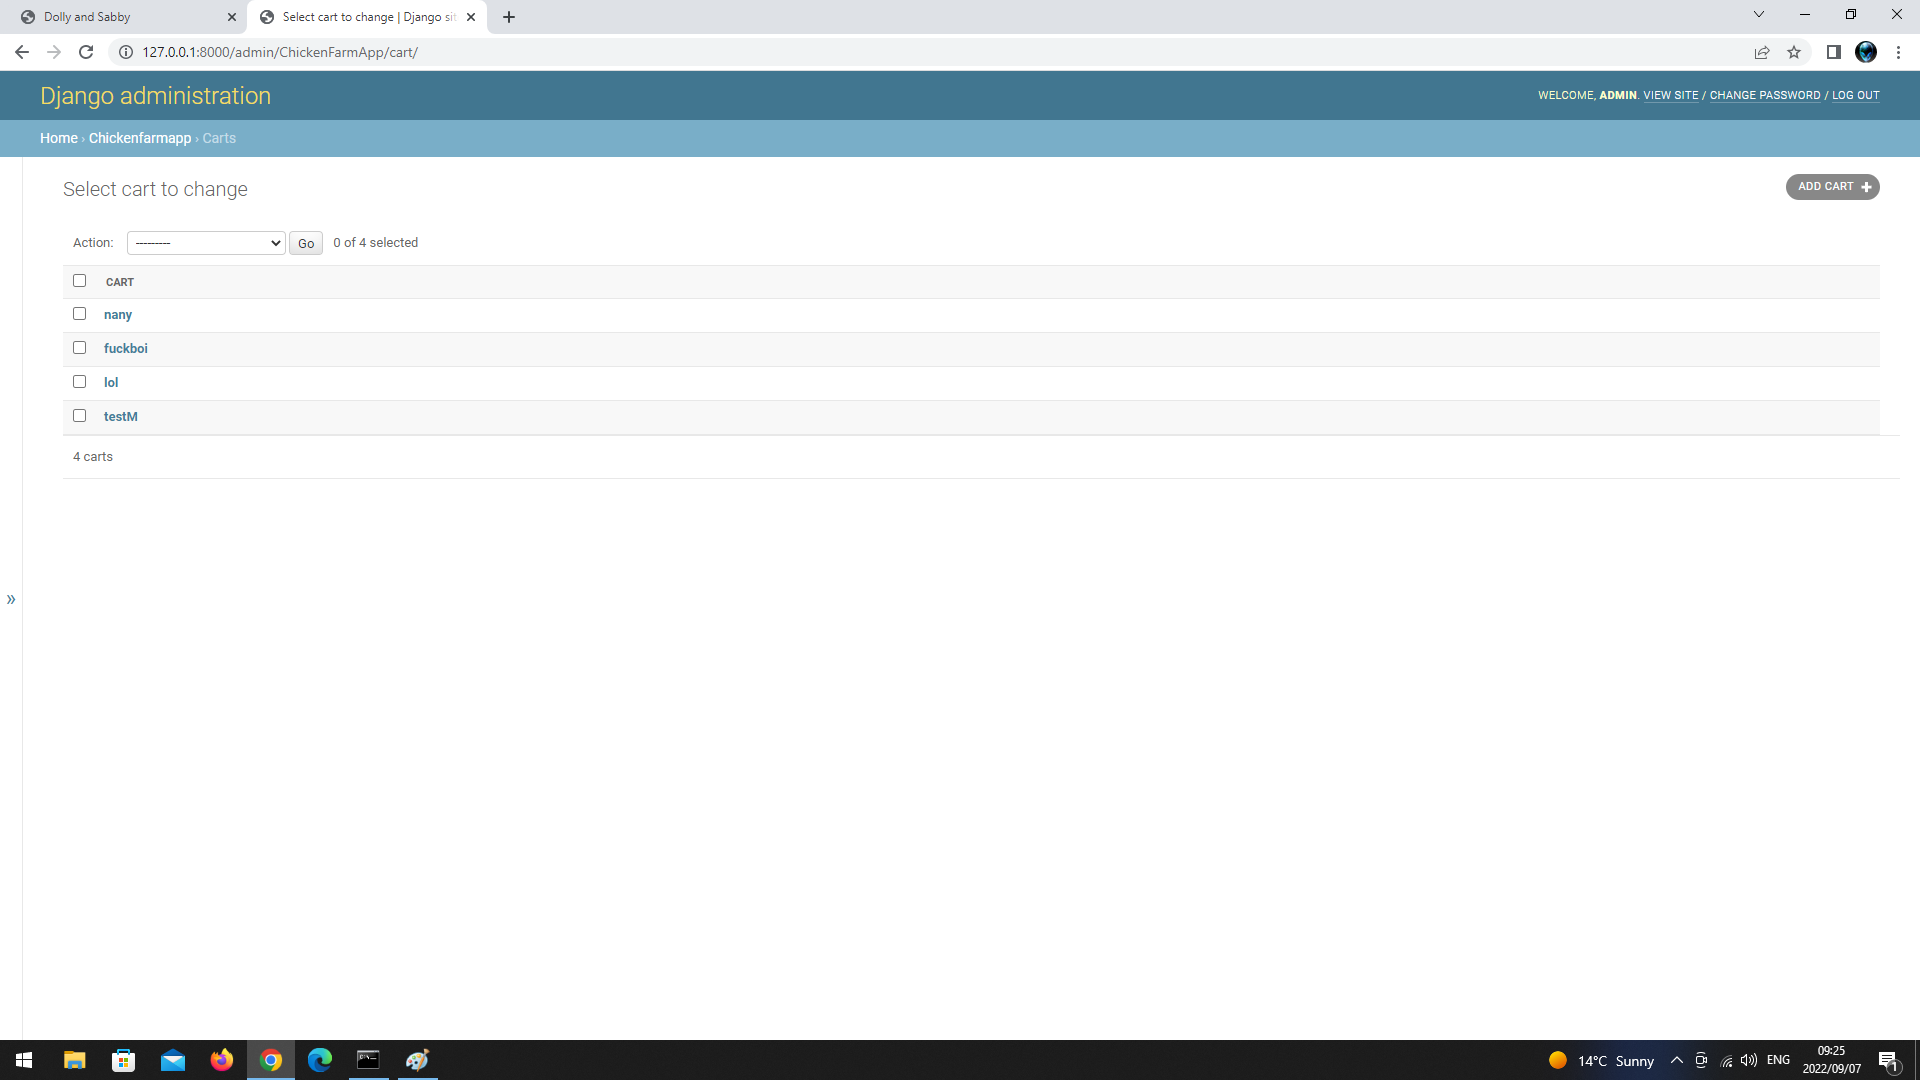 Dolly and Sabby
Select cart to change | Django sit
127.0.0.1:8000/admin/ChickenFarmApp/cart/
Django administration
WELCOME, ADMIN. VIEW SITE / CHANGE PASSWORD / LOG OUT
Home › Chickenfarmapp › Carts
Select cart to change
ADD CART
Action: --------- Go 0 of 4 selected
CART
nany
fuckboi
lol
testM
4 carts
»
14°C Sunny
ENG
09:25
2022/09/07
1